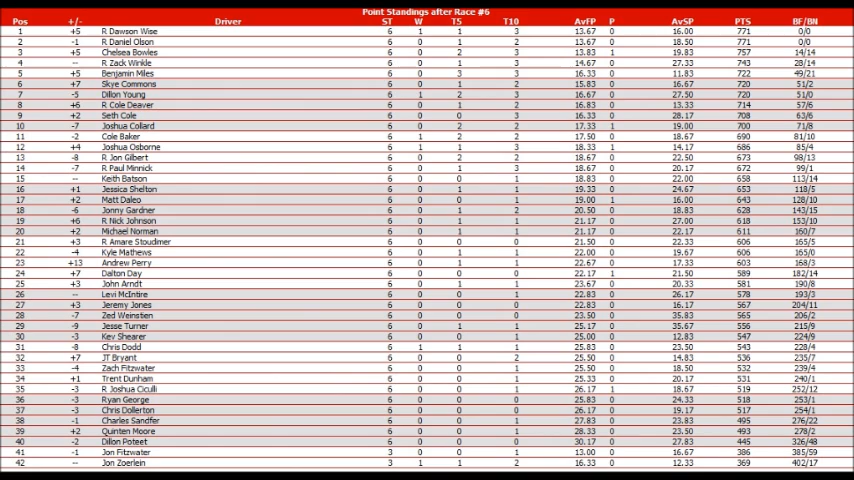 Point Standings after Race #6
Pos +/- Driver ST W T5 T10 AvFP P AvSP PTS BF/BN
1 +5 R Dawson Wise 6 1 1 3 13.67 0 16.00 771 0/0
2 -1 R Daniel Olson 6 0 1 2 13.67 0 18.50 771 0/0
3 +5 Chelsea Bowles 6 0 2 3 13.83 1 19.83 757 14/14
4 -- R Zack Winkle 6 0 1 3 14.67 0 27.33 743 28/14
5 +5 Benjamin Miles 6 0 3 3 16.33 0 11.83 722 49/21
6 +7 Skye Commons 6 0 1 2 15.83 0 16.67 720 51/2
7 -5 Dillon Young 6 1 2 3 16.67 0 27.50 720 51/0
8 +6 R Cole Deaver 6 0 1 2 16.83 0 13.33 714 57/6
9 +2 Seth Cole 6 0 0 3 16.33 0 28.17 708 63/6
10 -7 Joshua Collard 6 0 2 2 17.33 1 19.00 700 71/8
11 -2 Cole Baker 6 1 2 2 17.50 0 18.67 690 81/10
12 +4 Joshua Osborne 6 1 1 3 18.33 1 14.17 686 85/4
13 -8 R Jon Gilbert 6 0 2 2 18.67 0 22.50 673 98/13
14 -7 R Paul Minnick 6 0 1 3 18.67 0 20.17 672 99/1
15 -- Keith Batson 6 0 0 1 18.83 0 22.00 658 113/14
16 +1 Jessica Shelton 6 0 1 1 19.33 0 24.67 653 118/5
17 +2 Matt Daleo 6 0 0 1 19.00 1 16.00 643 128/10
18 -6 Jonny Gardner 6 0 1 2 20.50 0 18.83 628 143/15
19 +6 R Nick Johnson 6 0 1 1 21.17 0 27.00 618 153/10
20 +2 Michael Norman 6 0 1 2 21.17 0 22.17 611 160/7
21 +3 R Amare Stoudimer 6 0 0 0 21.50 0 22.33 606 165/5
22 -4 Kyle Mathews 6 0 1 1 22.00 0 19.67 606 165/0
23 +13 Andrew Perry 6 0 1 1 22.67 0 17.33 603 168/3
24 +7 Dalton Day 6 0 0 0 22.17 1 21.50 589 182/14
25 +3 John Arndt 6 0 1 1 23.67 0 20.33 581 190/8
26 -- Levi McIntire 6 0 0 1 22.83 0 26.17 578 193/3
27 +3 Jeremy Jones 6 0 0 1 22.83 0 16.17 567 204/11
28 -7 Zed Weinstien 6 0 0 0 23.50 0 35.83 565 206/2
29 -9 Jesse Turner 6 0 1 1 25.17 0 35.67 556 215/9
30 -3 Kev Shearer 6 0 0 1 25.00 0 12.83 547 224/9
31 -8 Chris Dodd 6 1 1 1 25.83 0 23.50 543 228/4
32 +7 JT Bryant 6 0 0 2 25.50 0 14.83 536 235/7
33 -4 Zach Fitzwater 6 0 0 1 25.50 0 18.50 532 239/4
34 +1 Trent Dunham 6 0 0 1 25.33 0 20.17 531 240/1
35 -3 R Joshua Ciculli 6 0 0 1 26.17 1 18.67 519 252/12
36 -3 Ryan George 6 0 0 0 25.83 0 24.33 518 253/1
37 -3 Chris Dollerton 6 0 0 0 26.17 0 19.17 517 254/1
38 -1 Charles Sandfer 6 0 0 1 27.83 0 23.83 495 276/22
39 +2 Quinten Moore 6 0 0 1 28.33 0 23.50 493 278/2
40 -2 Dillon Poteet 6 0 0 0 30.17 0 27.83 445 326/48
41 -1 Jon Fitzwater 3 0 0 1 13.00 0 16.67 386 385/59
42 -- Jon Zoerlein 3 1 1 2 16.33 0 12.33 369 402/17